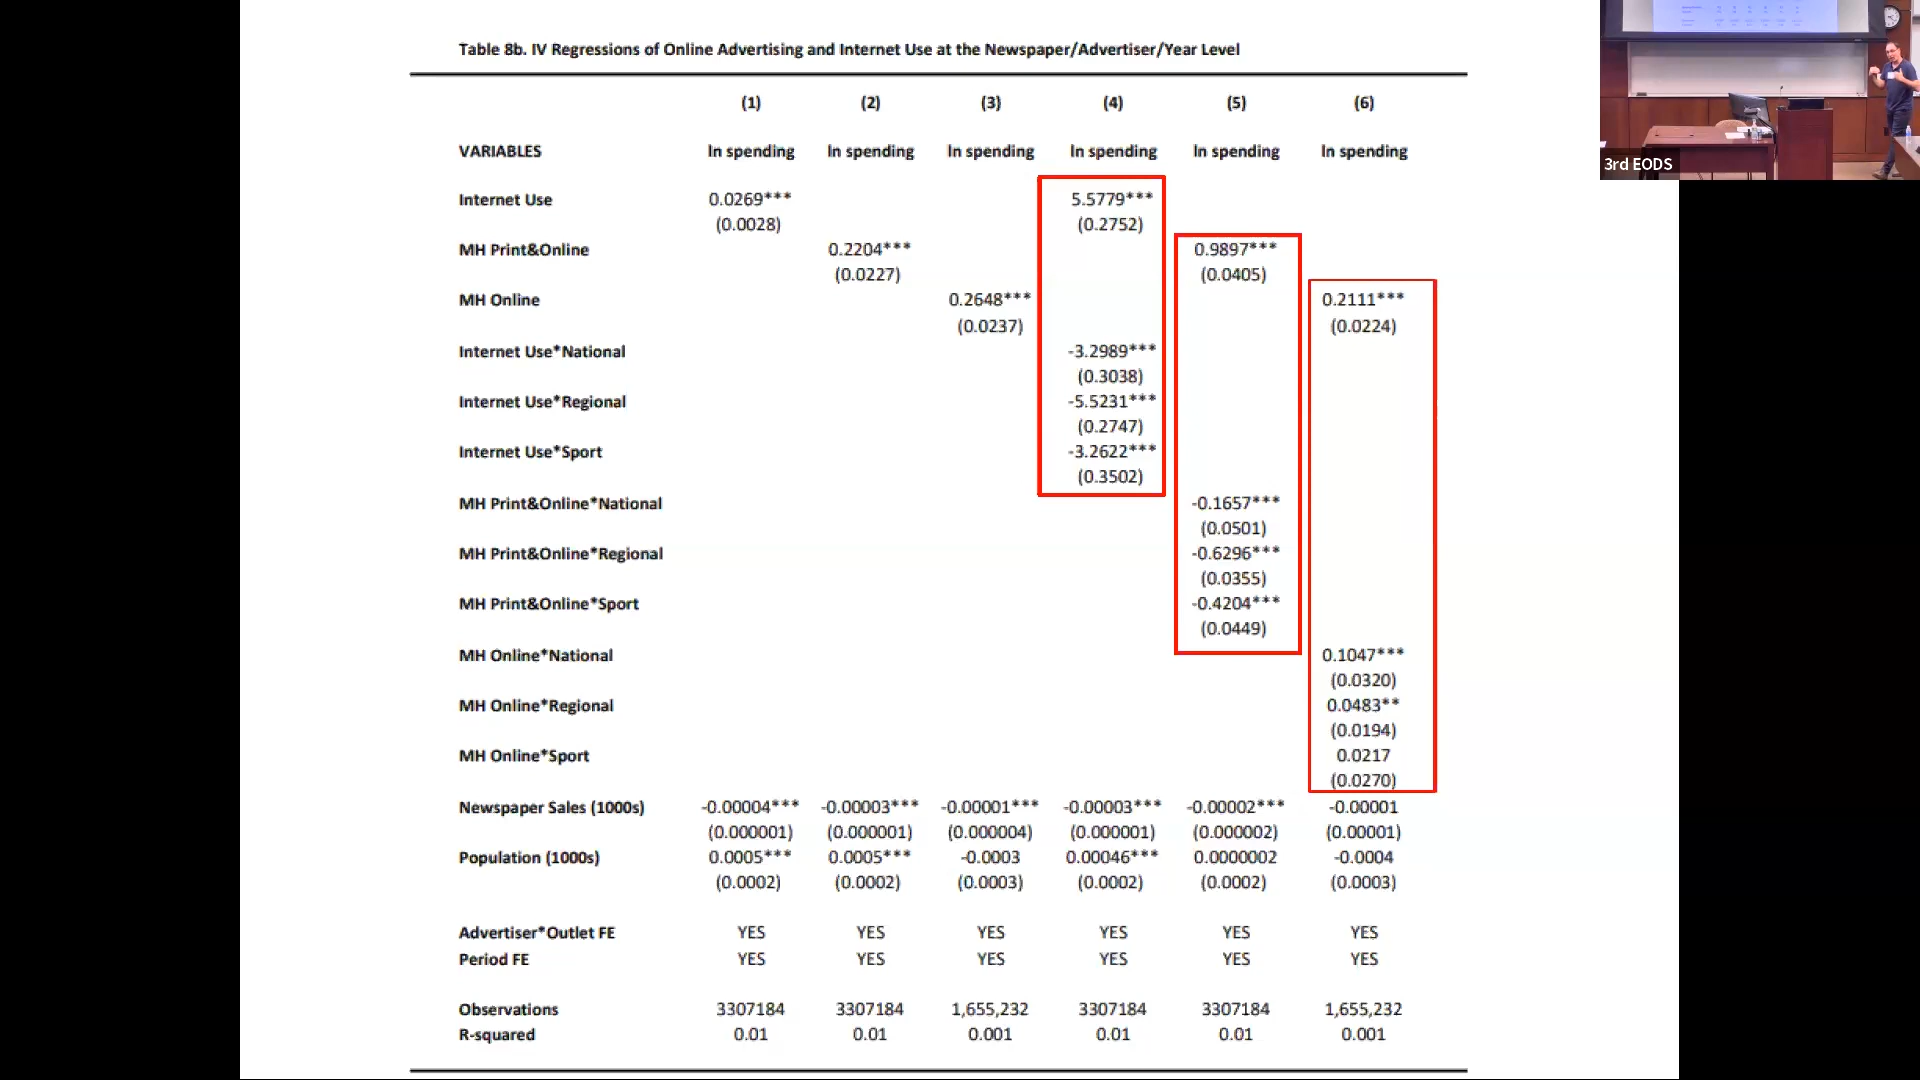 Table 8b. IV Regressions of Online Advertising and Internet Use at the Newspaper/Advertiser/Year Level
(1) (2) (3) (4) (5) (6)
VARIABLES ln spending ln spending ln spending ln spending ln spending ln spending
Internet Use 0.0269*** 5.5779***
(0.0028) (0.2752)
MH Print&Online 0.2204*** 0.9897***
(0.0227) (0.0405)
MH Online 0.2648*** 0.2111***
(0.0237) (0.0224)
Internet Use*National -3.2989***
(0.3038)
Internet Use*Regional -5.5231***
(0.2747)
Internet Use*Sport -3.2622***
(0.3502)
MH Print&Online*National -0.1657***
(0.0501)
MH Print&Online*Regional -0.6296***
(0.0355)
MH Print&Online*Sport -0.4204***
(0.0449)
MH Online*National 0.1047***
(0.0320)
MH Online*Regional 0.0483**
(0.0194)
MH Online*Sport 0.0217
(0.0270)
Newspaper Sales (1000s) -0.00004*** -0.00003*** -0.00001*** -0.00003*** -0.00002*** -0.00001
(0.000001) (0.000001) (0.000004) (0.000001) (0.000002) (0.00001)
Population (1000s) 0.0005*** 0.0005*** -0.0003 0.00046*** 0.0000002 -0.0004
(0.0002) (0.0002) (0.0003) (0.0002) (0.0002) (0.0003)
Advertiser*Outlet FE YES YES YES YES YES YES
Period FE YES YES YES YES YES YES
Observations 3307184 3307184 1,655,232 3307184 3307184 1,655,232
R-squared 0.01 0.01 0.001 0.01 0.01 0.001
3rd EODS